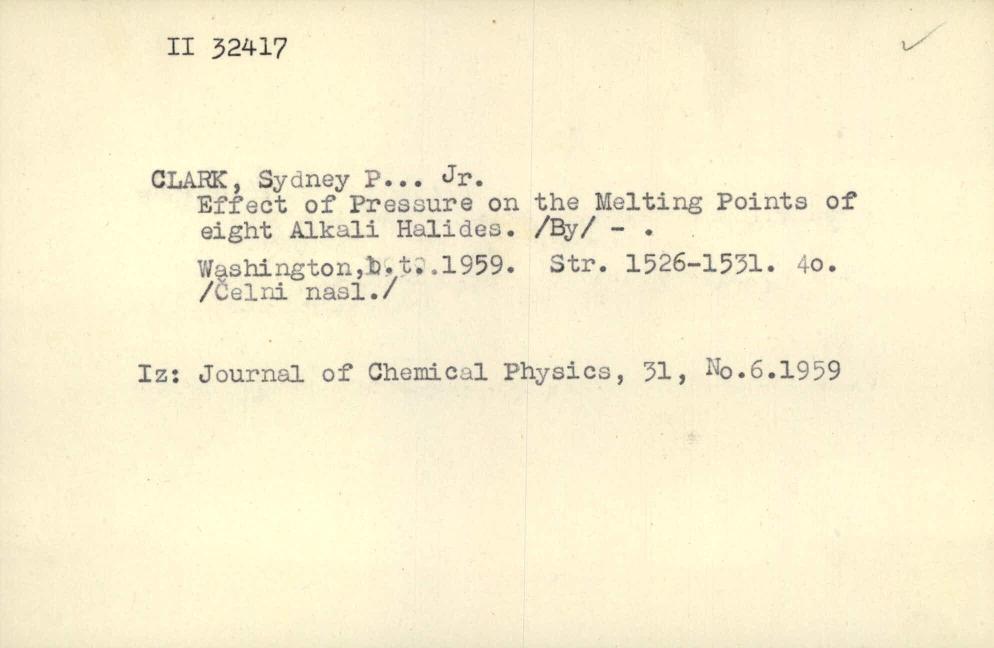 II 32417
CLARK, Sydney P... Jr.
Effect of Pressure on the Melting Points of
eight Alkali Halides. /By/ - .
Washington,b.t..1959. Str. 1526-1531. 4o.
/Čelni nasl./
Iz: Journal of Chemical Physics, 31, No.6.1959